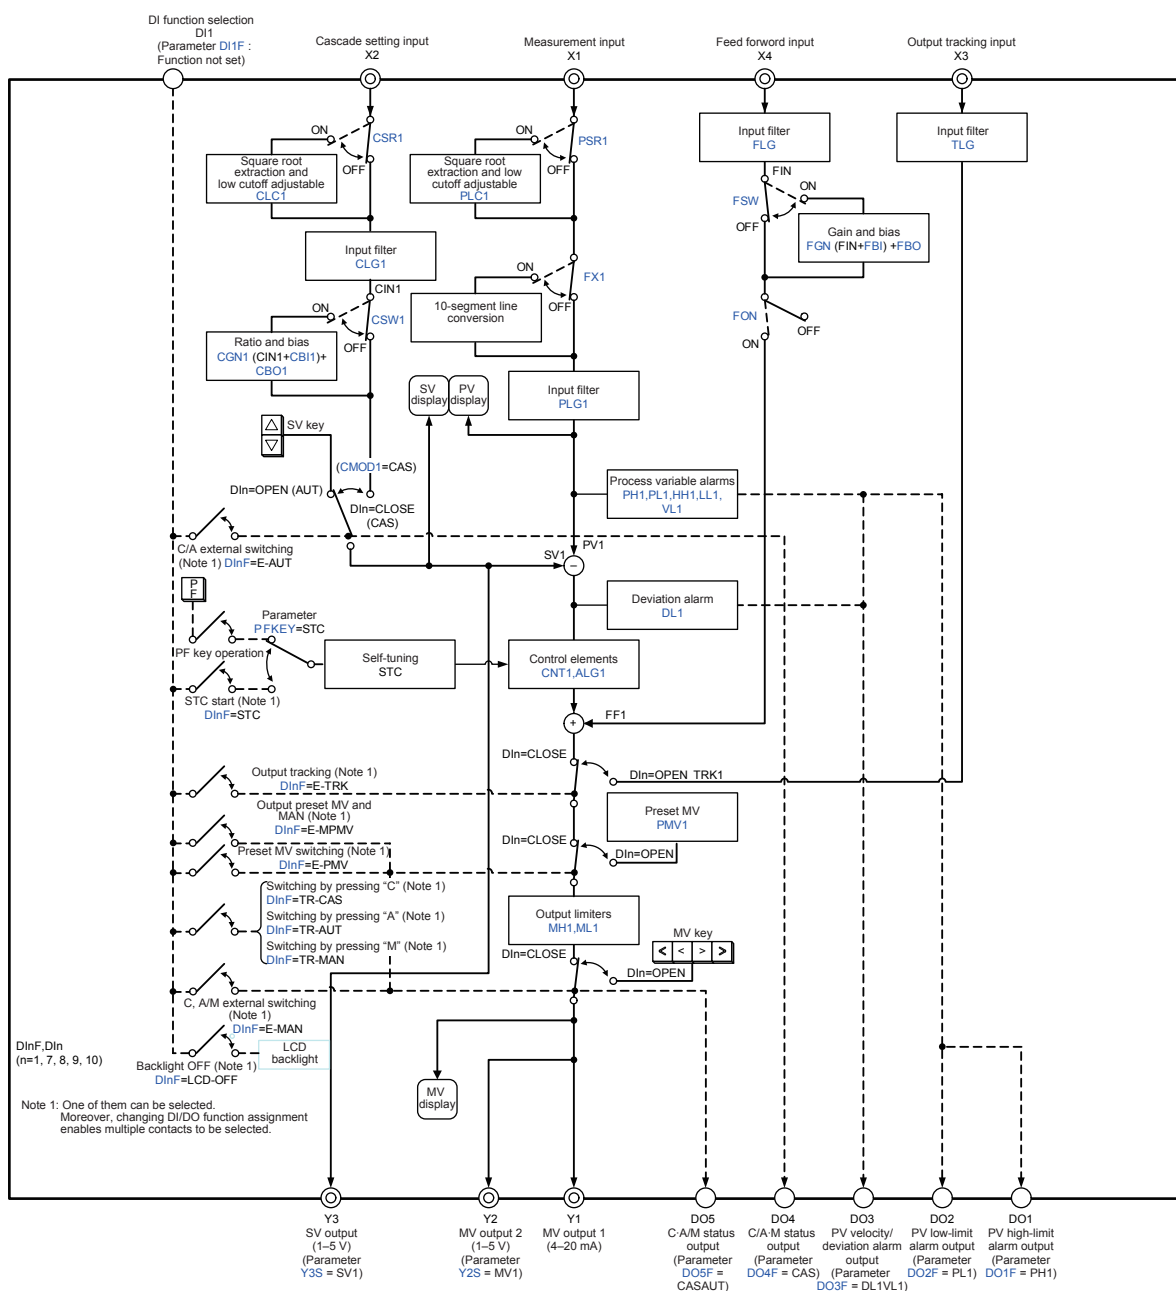 DI function selection
DI1
(Parameter DI1F :
Function not set)
Cascade setting input
X2
Measurement input
X1
Feed forword input
X4
Output tracking input
X3
ON
CSR1
OFF
Square root
extraction and
low cutoff adjustable
CLC1
ON
PSR1
OFF
Square root
extraction and low
cutoff adjustable
PLC1
Input filter
FLG
Input filter
TLG
FIN
ON
FSW
OFF
Gain and bias
FGN (FIN+FBI) +FBO
Input filter
CLG1
CIN1
ON
CSW1
OFF
Ratio and bias
CGN1 (CIN1+CBI1)+
CBO1
ON
FX1
OFF
10-segment line
conversion
FON
OFF
ON
Input filter
PLG1
SV
display
PV
display
SV key
(CMOD1=CAS)
DIn=OPEN (AUT)
DIn=CLOSE
(CAS)
Process variable alarms
PH1,PL1,HH1,LL1,
VL1
C/A external switching
(Note 1) DInF=E-AUT
PV1
SV1
–
P
F
Parameter
PFKEY=STC
PF key operation
STC start (Note 1)
DInF=STC
Self-tuning
STC
Deviation alarm
DL1
Control elements
CNT1,ALG1
+
FF1
DIn=CLOSE
DIn=OPEN TRK1
Output tracking (Note 1)
DInF=E-TRK
Output preset MV and
MAN (Note 1)
DInF=E-MPMV
Preset MV switching (Note 1)
DInF=E-PMV
Preset MV
PMV1
DIn=CLOSE
DIn=OPEN
Switching by pressing “C” (Note 1)
DInF=TR-CAS
Switching by pressing “A” (Note 1)
DInF=TR-AUT
Switching by pressing “M” (Note 1)
DInF=TR-MAN
Output limiters
MH1,ML1
MV key
< < > >
DIn=CLOSE
DIn=OPEN
C, A/M external switching
(Note 1)
DInF=E-MAN
LCD
backlight
Backlight OFF (Note 1)
DInF=LCD-OFF
DInF,DIn
(n=1, 7, 8, 9, 10)
MV
display
Note 1: One of them can be selected.
Moreover, changing DI/DO function assignment
enables multiple contacts to be selected.
Y3
SV output
(1–5 V)
(Parameter
Y3S = SV1)
Y2
MV output 2
(1–5 V)
(Parameter
Y2S = MV1)
Y1
MV output 1
(4–20 mA)
DO5
C·A/M status
output
(Parameter
DO5F =
CASAUT)
DO4
C/A·M status
output
(Parameter
DO4F = CAS)
DO3
PV velocity/
deviation alarm
output
(Parameter
DO3F = DL1VL1)
DO2
PV low-limit
alarm output
(Parameter
DO2F = PL1)
DO1
PV high-limit
alarm output
(Parameter
DO1F = PH1)